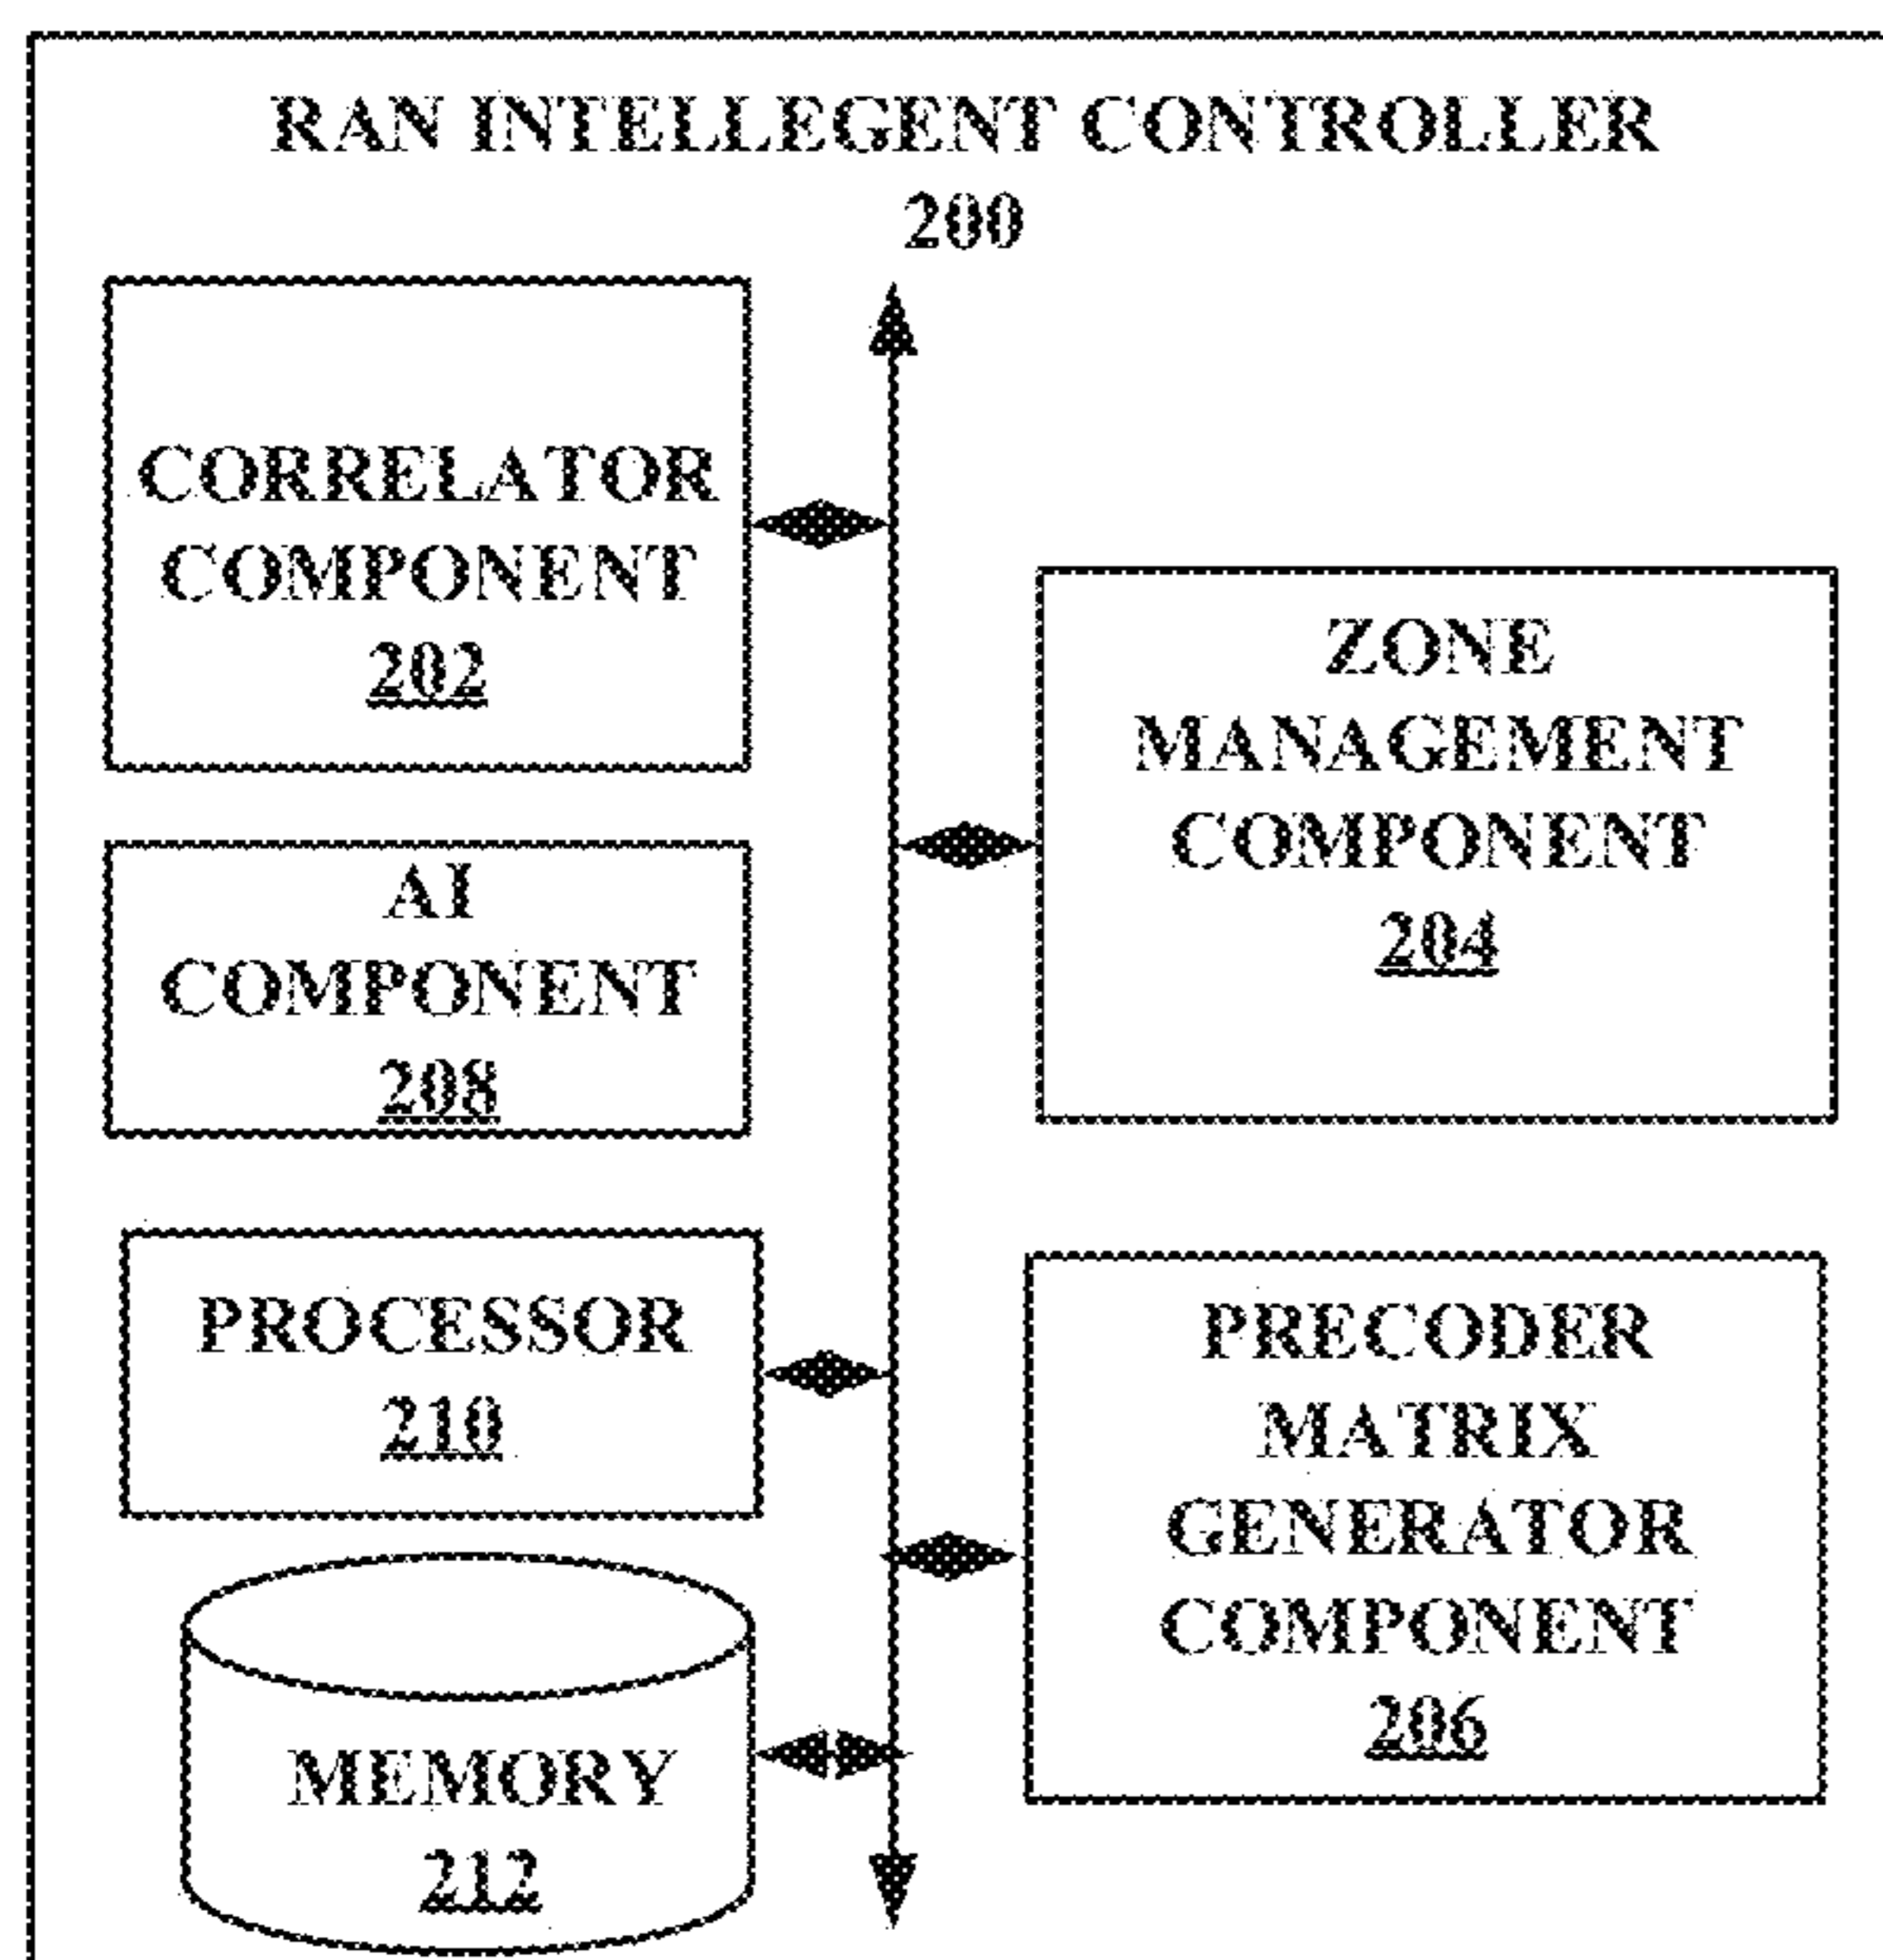 RAN INTELLEGENT CONTROLLER
200
CORRELATOR
COMPONENT
202
ZONE
MANAGEMENT
COMPONENT
204
AI
COMPONENT
208
PROCESSOR
210
PRECODER
MATRIX
GENERATOR
COMPONENT
206
MEMORY
212